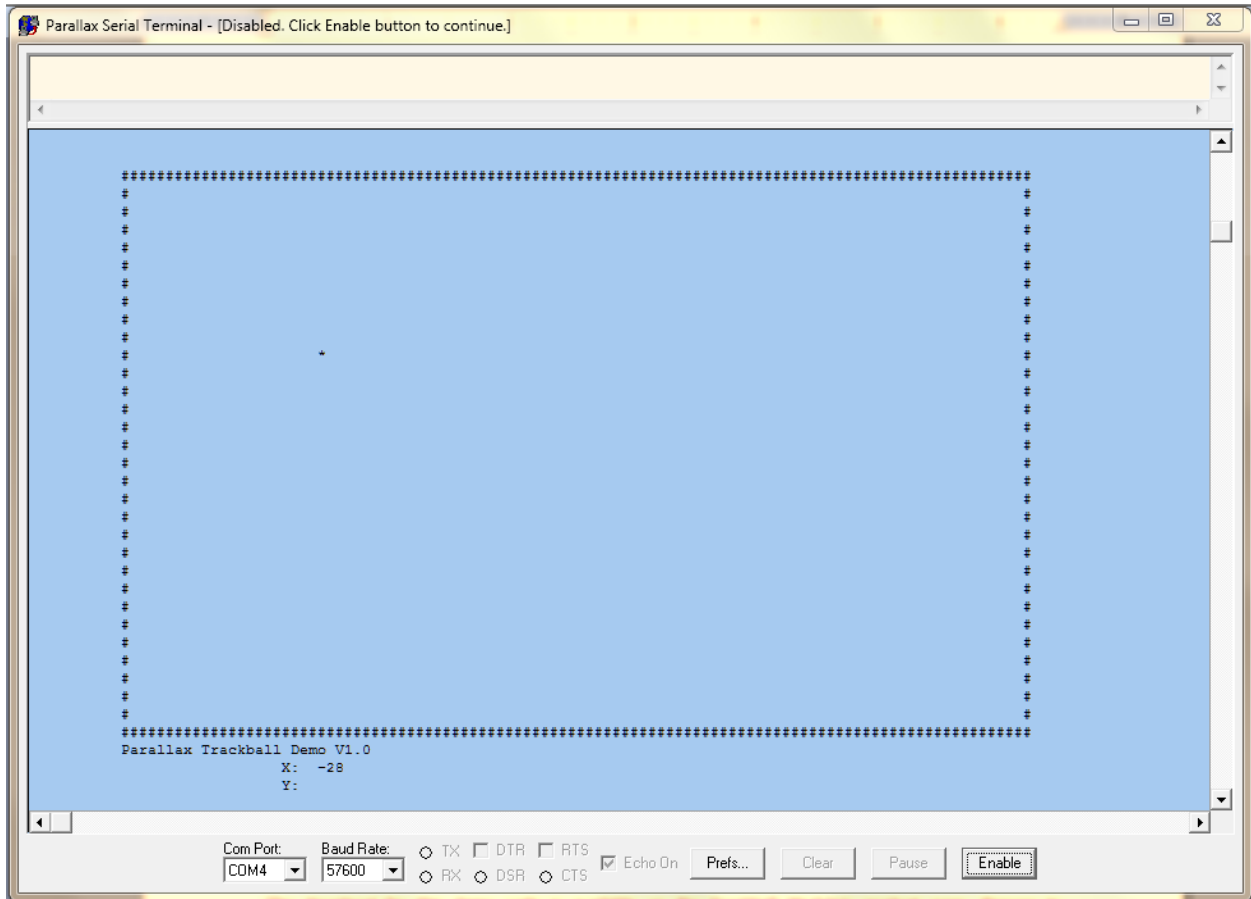 Parallax Serial Terminal - [Disabled. Click Enable button to continue.]
*
Parallax Trackball Demo V1.0
X: -28
Y:
Com Port: Baud Rate:
COM4 57600
TX DTR RTS
RX DSR CTS
Echo On Prefs... Clear Pause Enable